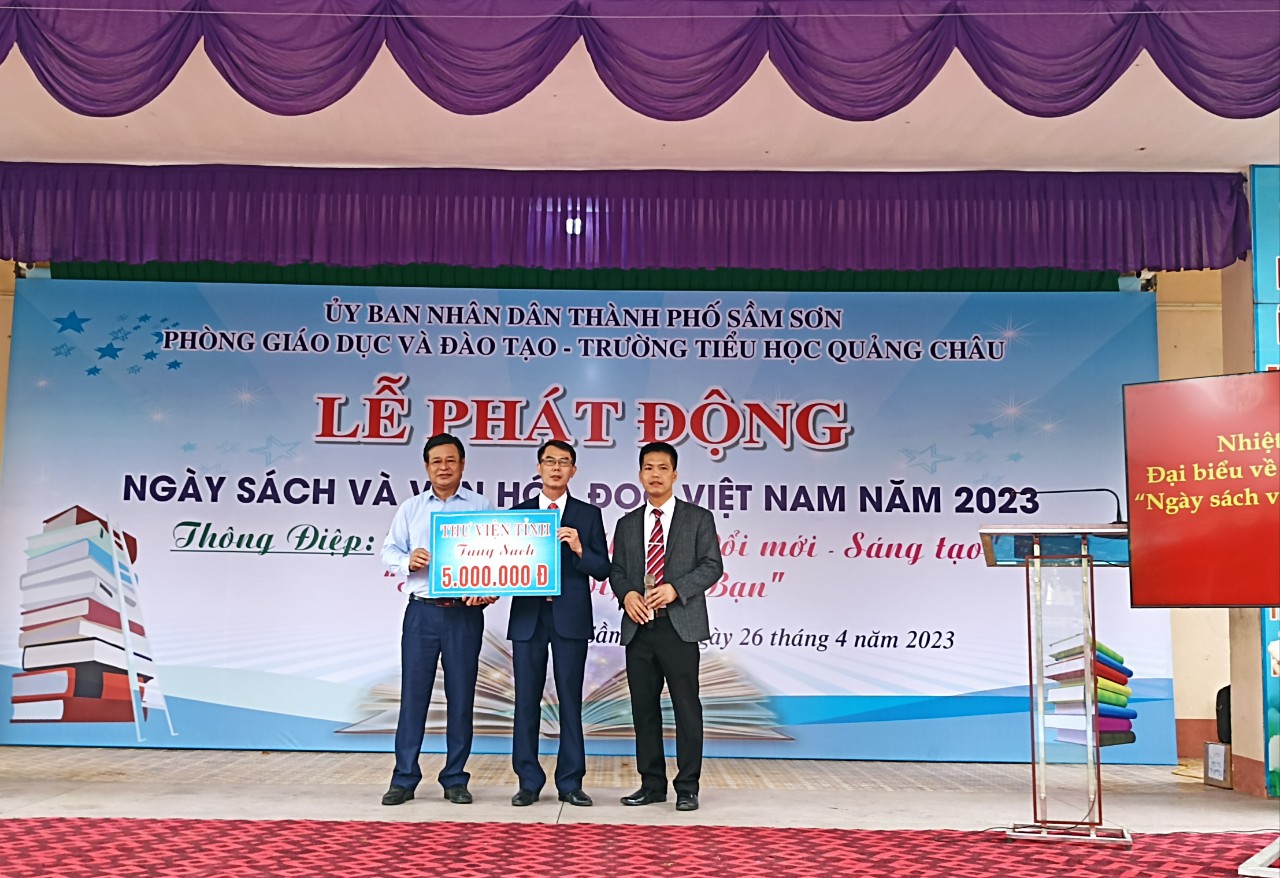 ỦY BAN NHÂN DÂN THÀNH PHỐ SẦM SƠN
PHÒNG GIÁO DỤC VÀ ĐÀO TẠO - TRƯỜNG TIỂU HỌC QUẢNG CHÂU
LỄ PHÁT ĐỘNG
NGÀY SÁCH VÀ VĂN HÓA ĐỌC VIỆT NAM NĂM 2023
Thông Điệp: Đổi mới - Sáng tạo
Bạn"
ngày 26 tháng 4 năm 2023
THƯ VIỆN TỈNH
Tặng Sách
5.000.000 Đ
Nhiệt
Đại biểu về
"Ngày sách v